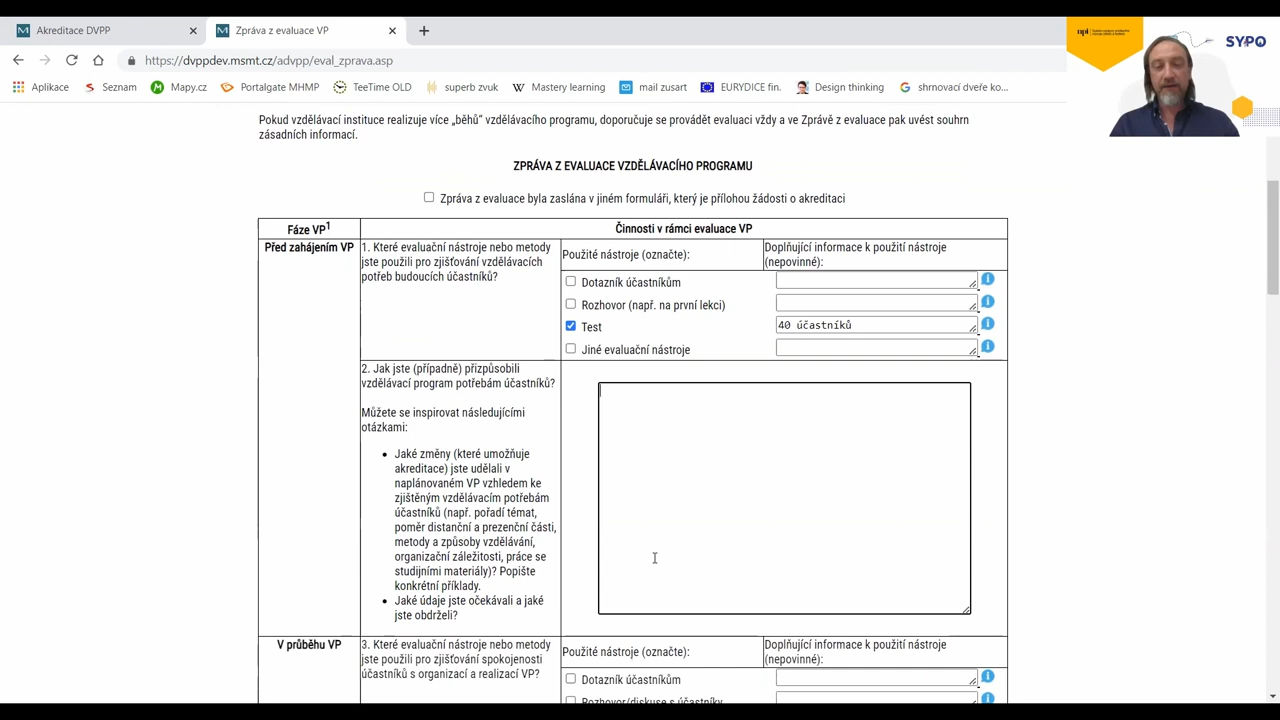 Akreditace DVPP
Zpráva z evaluace VP
https://dvppdev.msmt.cz/advpp/eval_zprava.asp
Aplikace
Seznam
Mapy.cz
Portalgate MHMP
TeeTime OLD
superb zvuk
Mastery learning
mail zusart
EURYDICE fin.
Design thinking
shrnovací dveře ko...
npi
SYPO
Pokud vzdělávací instituce realizuje více „běhů“ vzdělávacího programu, doporučuje se provádět evaluaci vždy a ve Zprávě z evaluace pak uvést souhrn
zásadních informací.
ZPRÁVA Z EVALUACE VZDĚLÁVACÍHO PROGRAMU
Zpráva z evaluace byla zaslána v jiném formuláři, který je přílohou žádosti o akreditaci
Fáze VP1
Činnosti v rámci evaluace VP
Před zahájením VP
1. Které evaluační nástroje nebo metody
jste použili pro zjišťování vzdělávacích
potřeb budoucích účastníků?
Použité nástroje (označte):
Doplňující informace k použití nástroje
(nepovinné):
Dotazník účastníkům
Rozhovor (např. na první lekci)
Test
40 účastníků
Jiné evaluační nástroje
2. Jak jste (případně) přizpůsobili
vzdělávací program potřebám účastníků?
Můžete se inspirovat následujícími
otázkami:
Jaké změny (které umožňuje
akreditace) jste udělali v
naplánovaném VP vzhledem ke
zjištěným vzdělávacím potřebám
účastníků (např. pořadí témat,
poměr distanční a prezenční části,
metody a způsoby vzdělávání,
organizační záležitosti, práce se
studijními materiály)? Popište
konkrétní příklady.
Jaké údaje jste očekávali a jaké
jste obdrželi?
V průběhu VP
3. Které evaluační nástroje nebo metody
jste použili pro zjišťování spokojenosti
účastníků s organizací a realizací VP?
Použité nástroje (označte):
Doplňující informace k použití nástroje
(nepovinné):
Dotazník účastníkům
Rozhovor/diskuse s účastníky